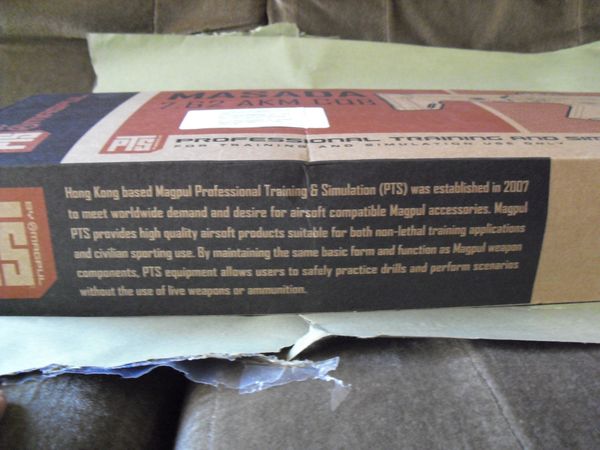 MASADA
7.62 AKM CQB
PTS
PROFESSIONAL TRAINING AND SI
FOR TRAINING AND SIMULATION USE ONLY
BY MAGPUL
Hong Kong based Magpul Professional Training & Simulation (PTS) was established in 2007
to meet worldwide demand and desire for airsoft compatible Magpul accessories. Magpul
PTS provides high quality airsoft products suitable for both non-lethal training applications
and civilian sporting use. By maintaining the same basic form and function as Magpul weapon
components, PTS equipment allows users to safely practice drills and perform scenarios
without the use of live weapons or ammunition.